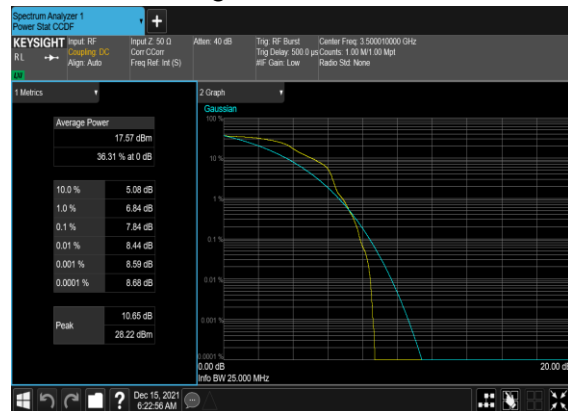 Spectrum Analyzer 1
Power Stat CCDF
+
KEYSIGHT
RL
Input: RF
Coupling: DC
Align: Auto
Input Z: 50 Ω
Corr CCorr
Freq Ref: Int (S)
Atten: 40 dB
Trig: RF Burst
Trig Delay: 500.0 µs
#IF Gain: Low
Center Freq: 3.500010000 GHz
Counts: 1.00 M/1.00 Mpt
Radio Std: None
1 Metrics
Average Power
17.57 dBm
36.31 % at 0 dB
10.0 % 5.08 dB
1.0 % 6.84 dB
0.1 % 7.84 dB
0.01 % 8.44 dB
0.001 % 8.59 dB
0.0001 % 8.68 dB
Peak
10.65 dB
28.22 dBm
2 Graph
Gaussian
100 %
10 %
1 %
0.1 %
0.01 %
0.001 %
0.0001 %
0.00 dB
20.00 dB
Info BW 25.000 MHz
?
Dec 15, 2021
6:22:56 AM